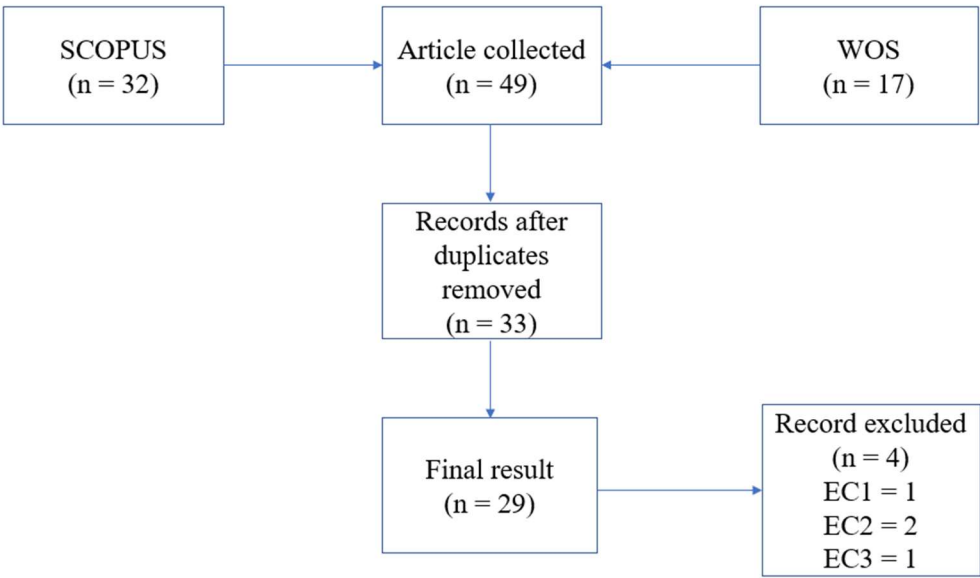 SCOPUS
(n = 32)
Article collected
(n = 49)
WOS
(n = 17)
Records after
duplicates
removed
(n = 33)
Final result
(n = 29)
Record excluded
(n = 4)
EC1 = 1
EC2 = 2
EC3 = 1